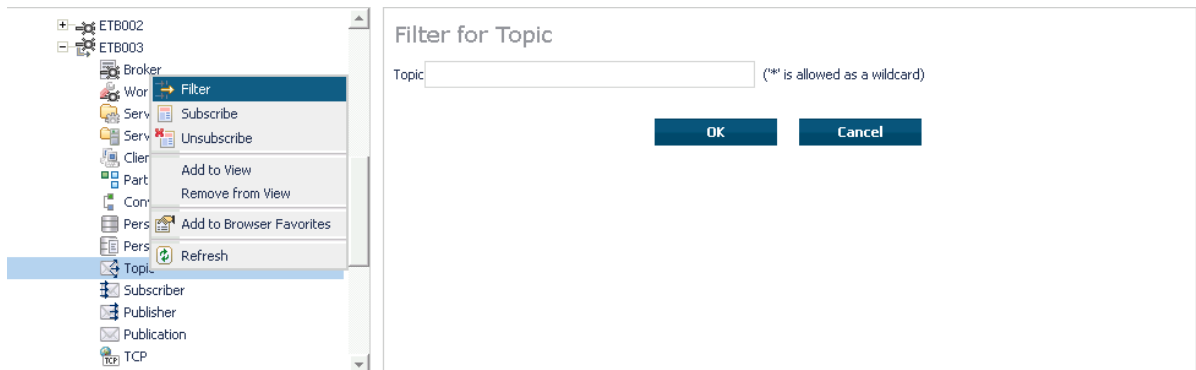 ETB002
ETB003
Broker
Wor
Serv
Serv
Clier
Part
Con
Pers
Pers
Topic
Subscriber
Publisher
Publication
TCP
Filter
Subscribe
Unsubscribe
Add to View
Remove from View
Add to Browser Favorites
Refresh
Filter for Topic
Topic ('*' is allowed as a wildcard)
OK Cancel